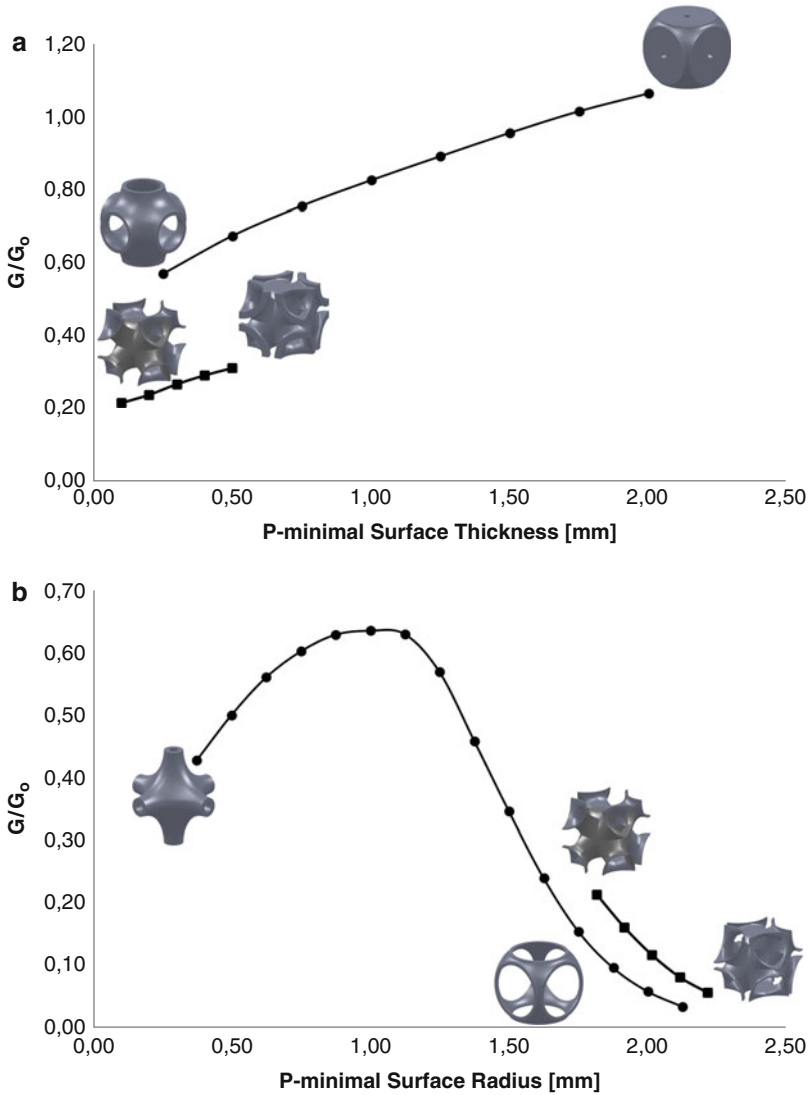 a
1,20
1,00
0,80
0,60
0,40
0,20
0,00
G/Go
0,00 0,50 1,00 1,50 2,00 2,50
P-minimal Surface Thickness [mm]
b
0,70
0,60
0,50
0,40
0,30
0,20
0,10
0,00
G/Go
0,00 0,50 1,00 1,50 2,00 2,50
P-minimal Surface Radius [mm]